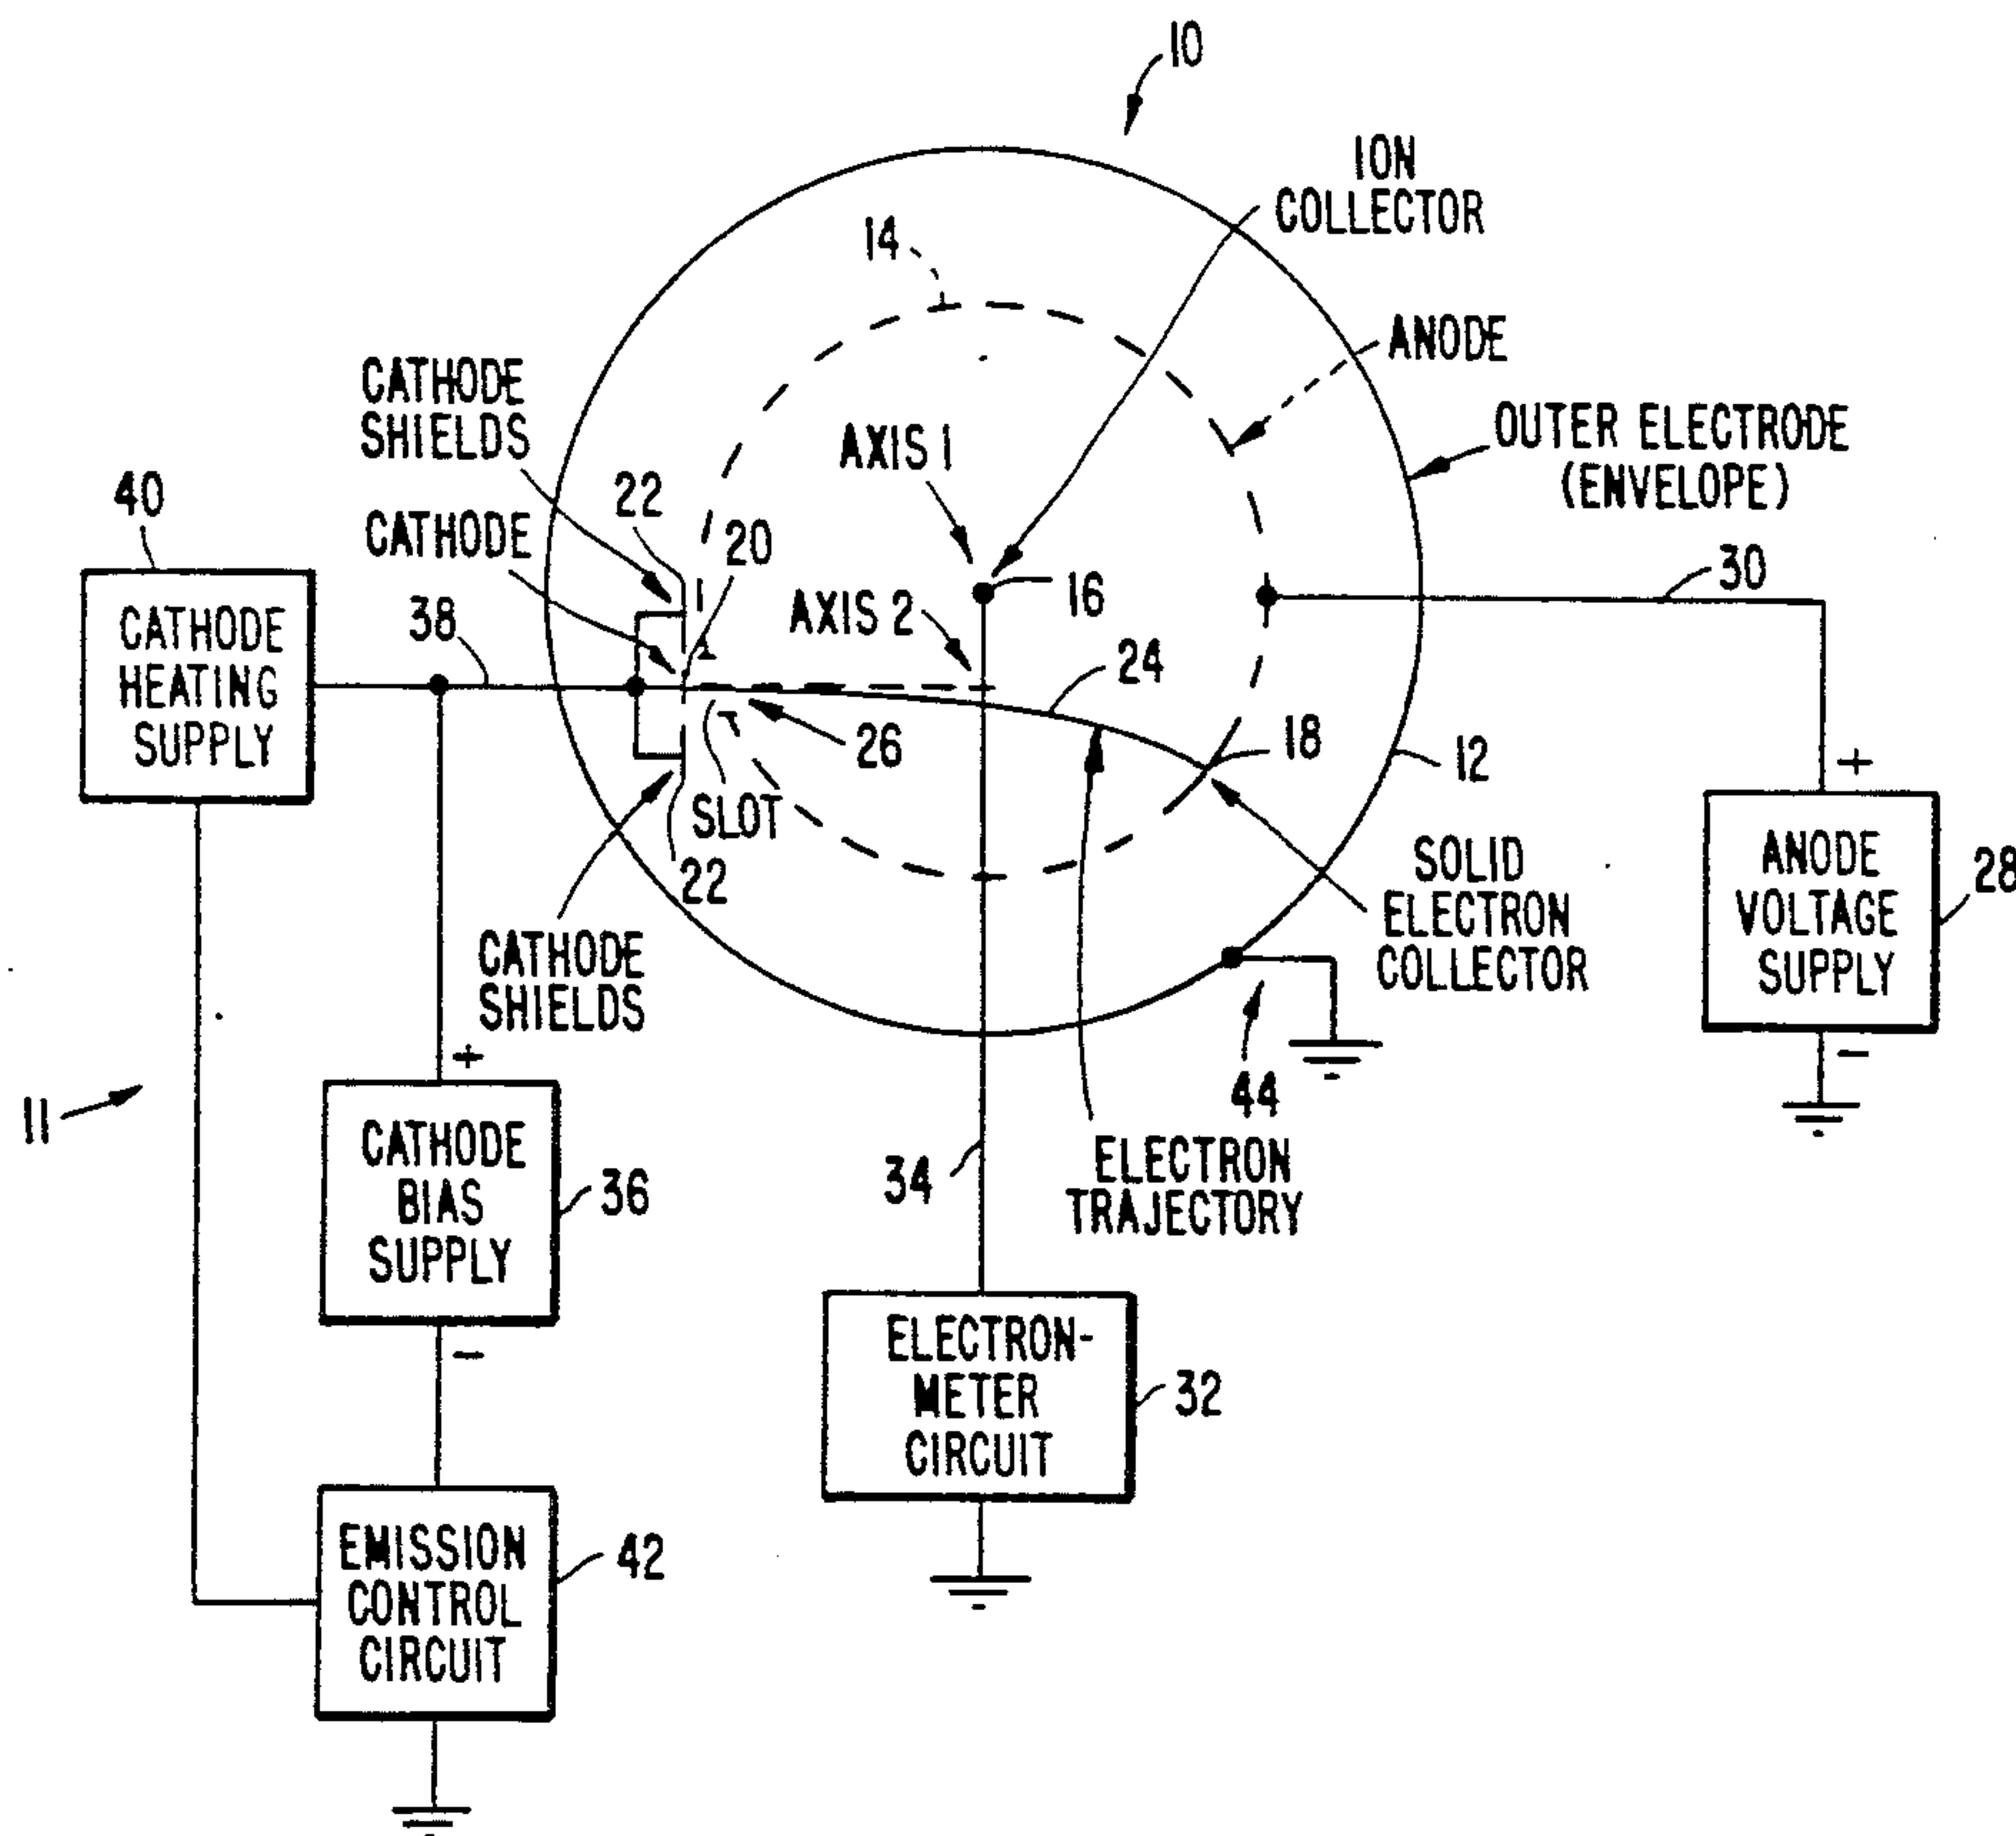 10
ION
COLLECTOR
14
ANODE
CATHODE
SHIELDS
AXIS 1
OUTER ELECTRODE
(ENVELOPE)
40
22
CATHODE
20
30
16
AXIS 2
38
CATHODE
HEATING
SUPPLY
24
18
26
12
+
SLOT
22
SOLID
ELECTRON
COLLECTOR
ANODE
VOLTAGE
SUPPLY
28
CATHODE
SHIELDS
+
−
44
11
CATHODE
BIAS
SUPPLY
36
34
ELECTRON
TRAJECTORY
−
ELECTRON-
METER
CIRCUIT
32
EMISSION
CONTROL
CIRCUIT
42